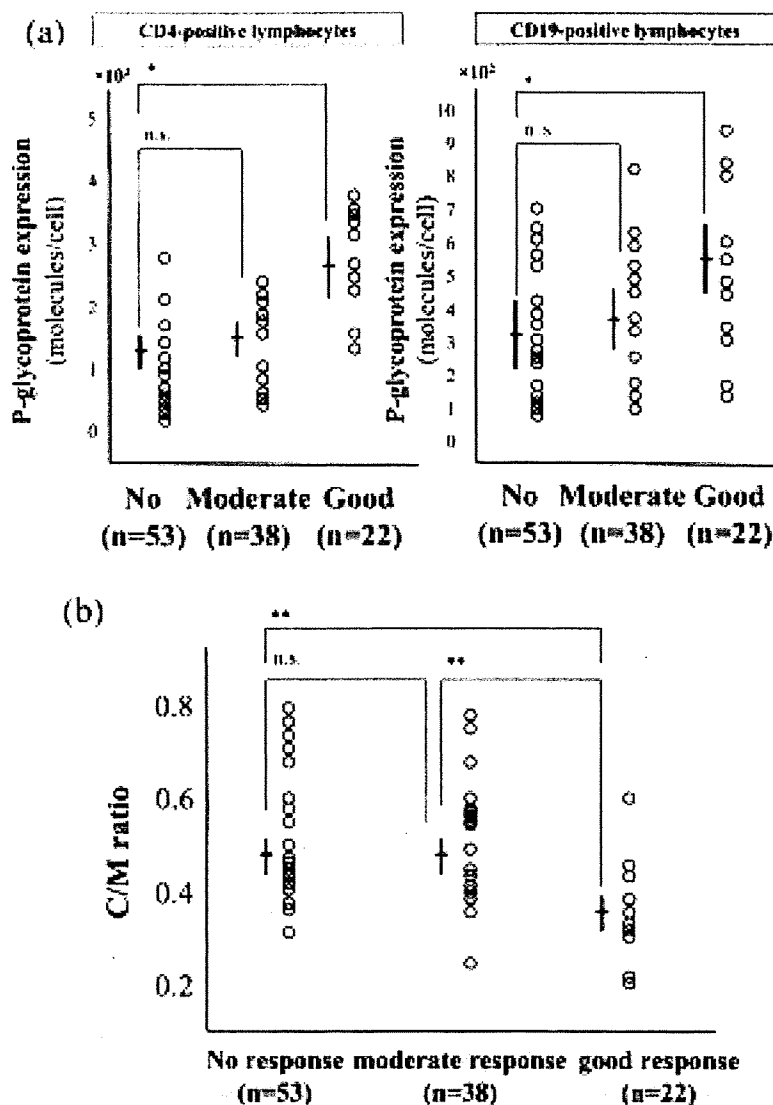 (a)
CD4-positive lymphocytes
CD19-positive lymphocytes
×10²
*
n.s.
5
4
3
2
1
0
P-glycoprotein expression
(molecules/cell)
No Moderate Good
(n=53) (n=38) (n=22)
×10²
*
n.s.
10
9
8
7
6
5
4
3
2
1
0
P-glycoprotein expression
(molecules/cell)
No Moderate Good
(n=53) (n=38) (n=22)
(b)
**
n.s.
**
0.8
0.6
0.4
0.2
C/M ratio
No response moderate response good response
(n=53) (n=38) (n=22)